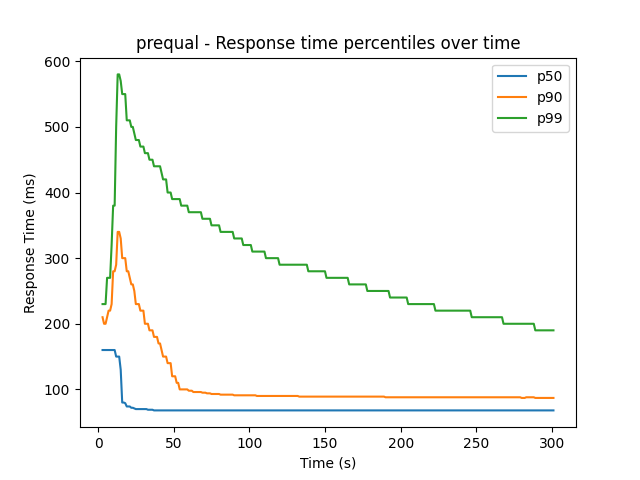 prequal - Response time percentiles over time
p50
p90
p99
Response Time (ms)
600
500
400
300
200
100
0
50
100
150
200
250
300
Time (s)